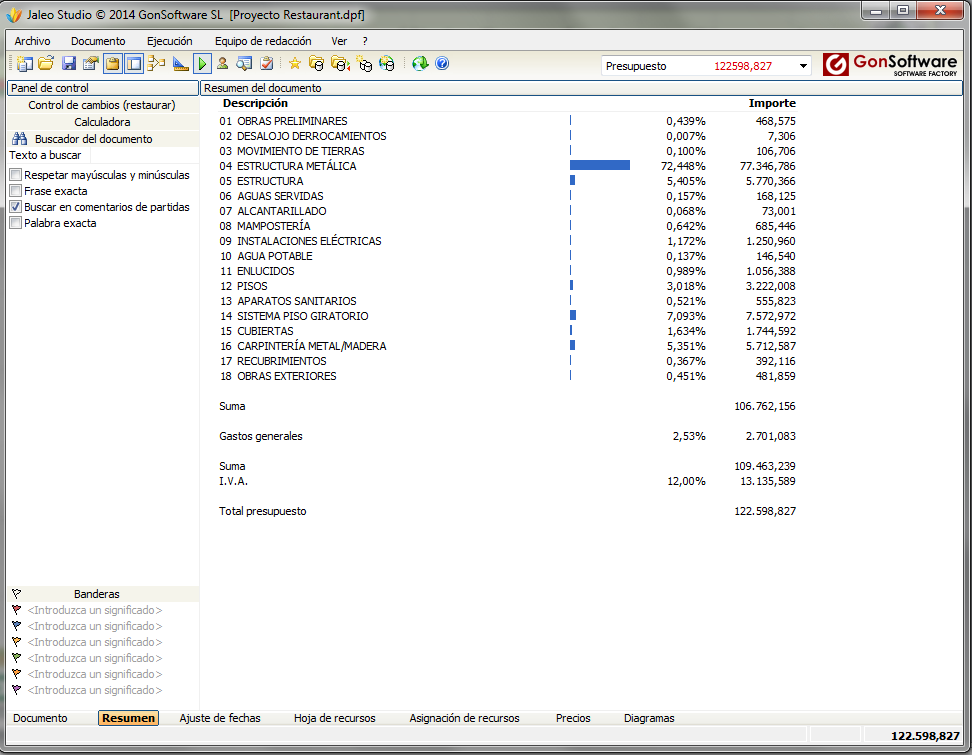 Jaleo Studio © 2014 GonSoftware SL [Proyecto Restaurant.dpf]
Archivo Documento Ejecución Equipo de redacción Ver ?
Presupuesto 122598,827
GonSoftware
SOFTWARE FACTORY
Panel de control
Control de cambios (restaurar)
Calculadora
Buscador del documento
Texto a buscar
Respetar mayúsculas y minúsculas
Frase exacta
Buscar en comentarios de partidas
Palabra exacta
Banderas
<Introduzca un significado>
<Introduzca un significado>
<Introduzca un significado>
<Introduzca un significado>
<Introduzca un significado>
<Introduzca un significado>
Resumen del documento
Descripción Importe
01 OBRAS PRELIMINARES 0,439% 468,575
02 DESALOJO DERROCAMIENTOS 0,007% 7,306
03 MOVIMIENTO DE TIERRAS 0,100% 106,706
04 ESTRUCTURA METÁLICA 72,448% 77.346,786
05 ESTRUCTURA 5,405% 5.770,366
06 AGUAS SERVIDAS 0,157% 168,125
07 ALCANTARILLADO 0,068% 73,001
08 MAMPOSTERÍA 0,642% 685,446
09 INSTALACIONES ELÉCTRICAS 1,172% 1.250,960
10 AGUA POTABLE 0,137% 146,540
11 ENLUCIDOS 0,989% 1.056,388
12 PISOS 3,018% 3.222,008
13 APARATOS SANITARIOS 0,521% 555,823
14 SISTEMA PISO GIRATORIO 7,093% 7.572,972
15 CUBIERTAS 1,634% 1.744,592
16 CARPINTERÍA METAL/MADERA 5,351% 5.712,587
17 RECUBRIMIENTOS 0,367% 392,116
18 OBRAS EXTERIORES 0,451% 481,859
Suma 106.762,156
Gastos generales 2,53% 2.701,083
Suma 109.463,239
I.V.A. 12,00% 13.135,589
Total presupuesto 122.598,827
Documento Resumen Ajuste de fechas Hoja de recursos Asignación de recursos Precios Diagramas
122.598,827